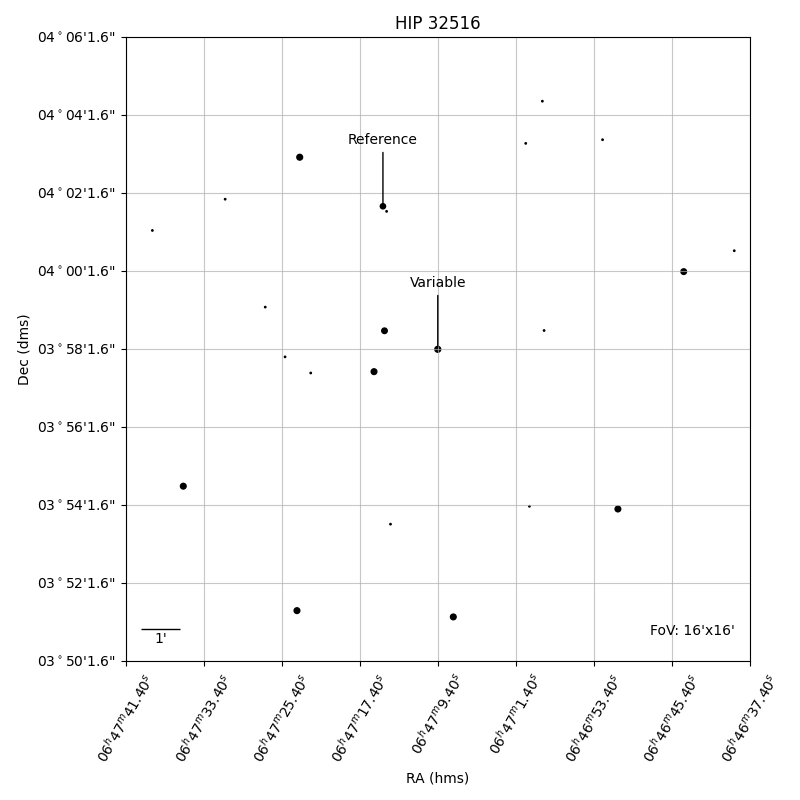 HIP 32516
04°06'1.6"
04°04'1.6"
Reference
04°02'1.6"
04°00'1.6"
Variable
03°58'1.6"
Dec (dms)
03°56'1.6"
03°54'1.6"
03°52'1.6"
FoV: 16'x16'
1'
03°50'1.6"
06ʰ47ᵐ41.40ˢ
06ʰ47ᵐ33.40ˢ
06ʰ47ᵐ25.40ˢ
06ʰ47ᵐ17.40ˢ
06ʰ47ᵐ9.40ˢ
06ʰ47ᵐ1.40ˢ
06ʰ46ᵐ53.40ˢ
06ʰ46ᵐ45.40ˢ
06ʰ46ᵐ37.40ˢ
RA (hms)